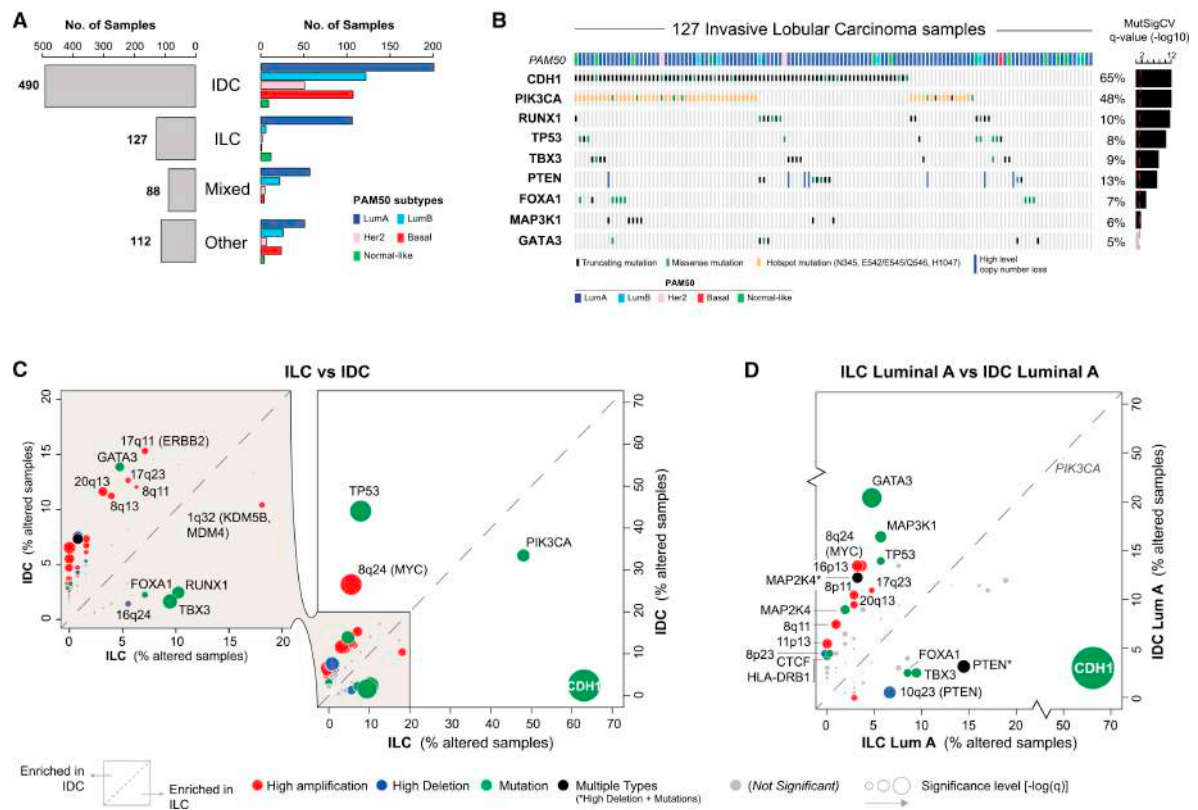 A
No. of Samples
No. of Samples
500 400 300 200 100 0
0 50 100 150 200
490 IDC
127 ILC
88 Mixed
112 Other
PAM50 subtypes
LumA LumB
Her2 Basal
Normal-like
B
127 Invasive Lobular Carcinoma samples
MutSigCV
q-value (-log10)
2 12
PAM50
CDH1 65%
PIK3CA 48%
RUNX1 10%
TP53 8%
TBX3 9%
PTEN 13%
FOXA1 7%
MAP3K1 6%
GATA3 5%
Truncating mutation Missense mutation Hotspot mutation (N345, E542/E545/Q546, H1047) High level
copy number loss
PAM50
LumA LumB Her2 Basal Normal-like
C
ILC vs IDC
IDC (% altered samples)
20
15
10
5
0
17q11 (ERBB2)
GATA3
17q23
20q13
8q11
8q13
1q32 (KDM5B,
MDM4)
FOXA1
RUNX1
TBX3
16q24
0 5 10 15 20
ILC (% altered samples)
TP53
PIK3CA
8q24 (MYC)
CDH1
70
50
40
30
20
10
0
IDC (% altered samples)
0 10 20 30 40 50 60 70
ILC (% altered samples)
D
ILC Luminal A vs IDC Luminal A
PIK3CA
GATA3
MAP3K1
8q24
(MYC)
TP53
16p13
MAP2K4*
17q23
8p11
20q13
MAP2K4
8q11
11p13
8p23
CTCF
HLA-DRB1
FOXA1
PTEN*
TBX3
10q23 (PTEN)
CDH1
70
50
20
15
10
5
0
IDC Lum A (% altered samples)
0 5 10 15 20 50 60 70
ILC Lum A (% altered samples)
Enriched in
IDC
Enriched in
ILC
High amplification High Deletion Mutation Multiple Types
(*High Deletion + Mutations)
(Not Significant) Significance level [-log(q)]